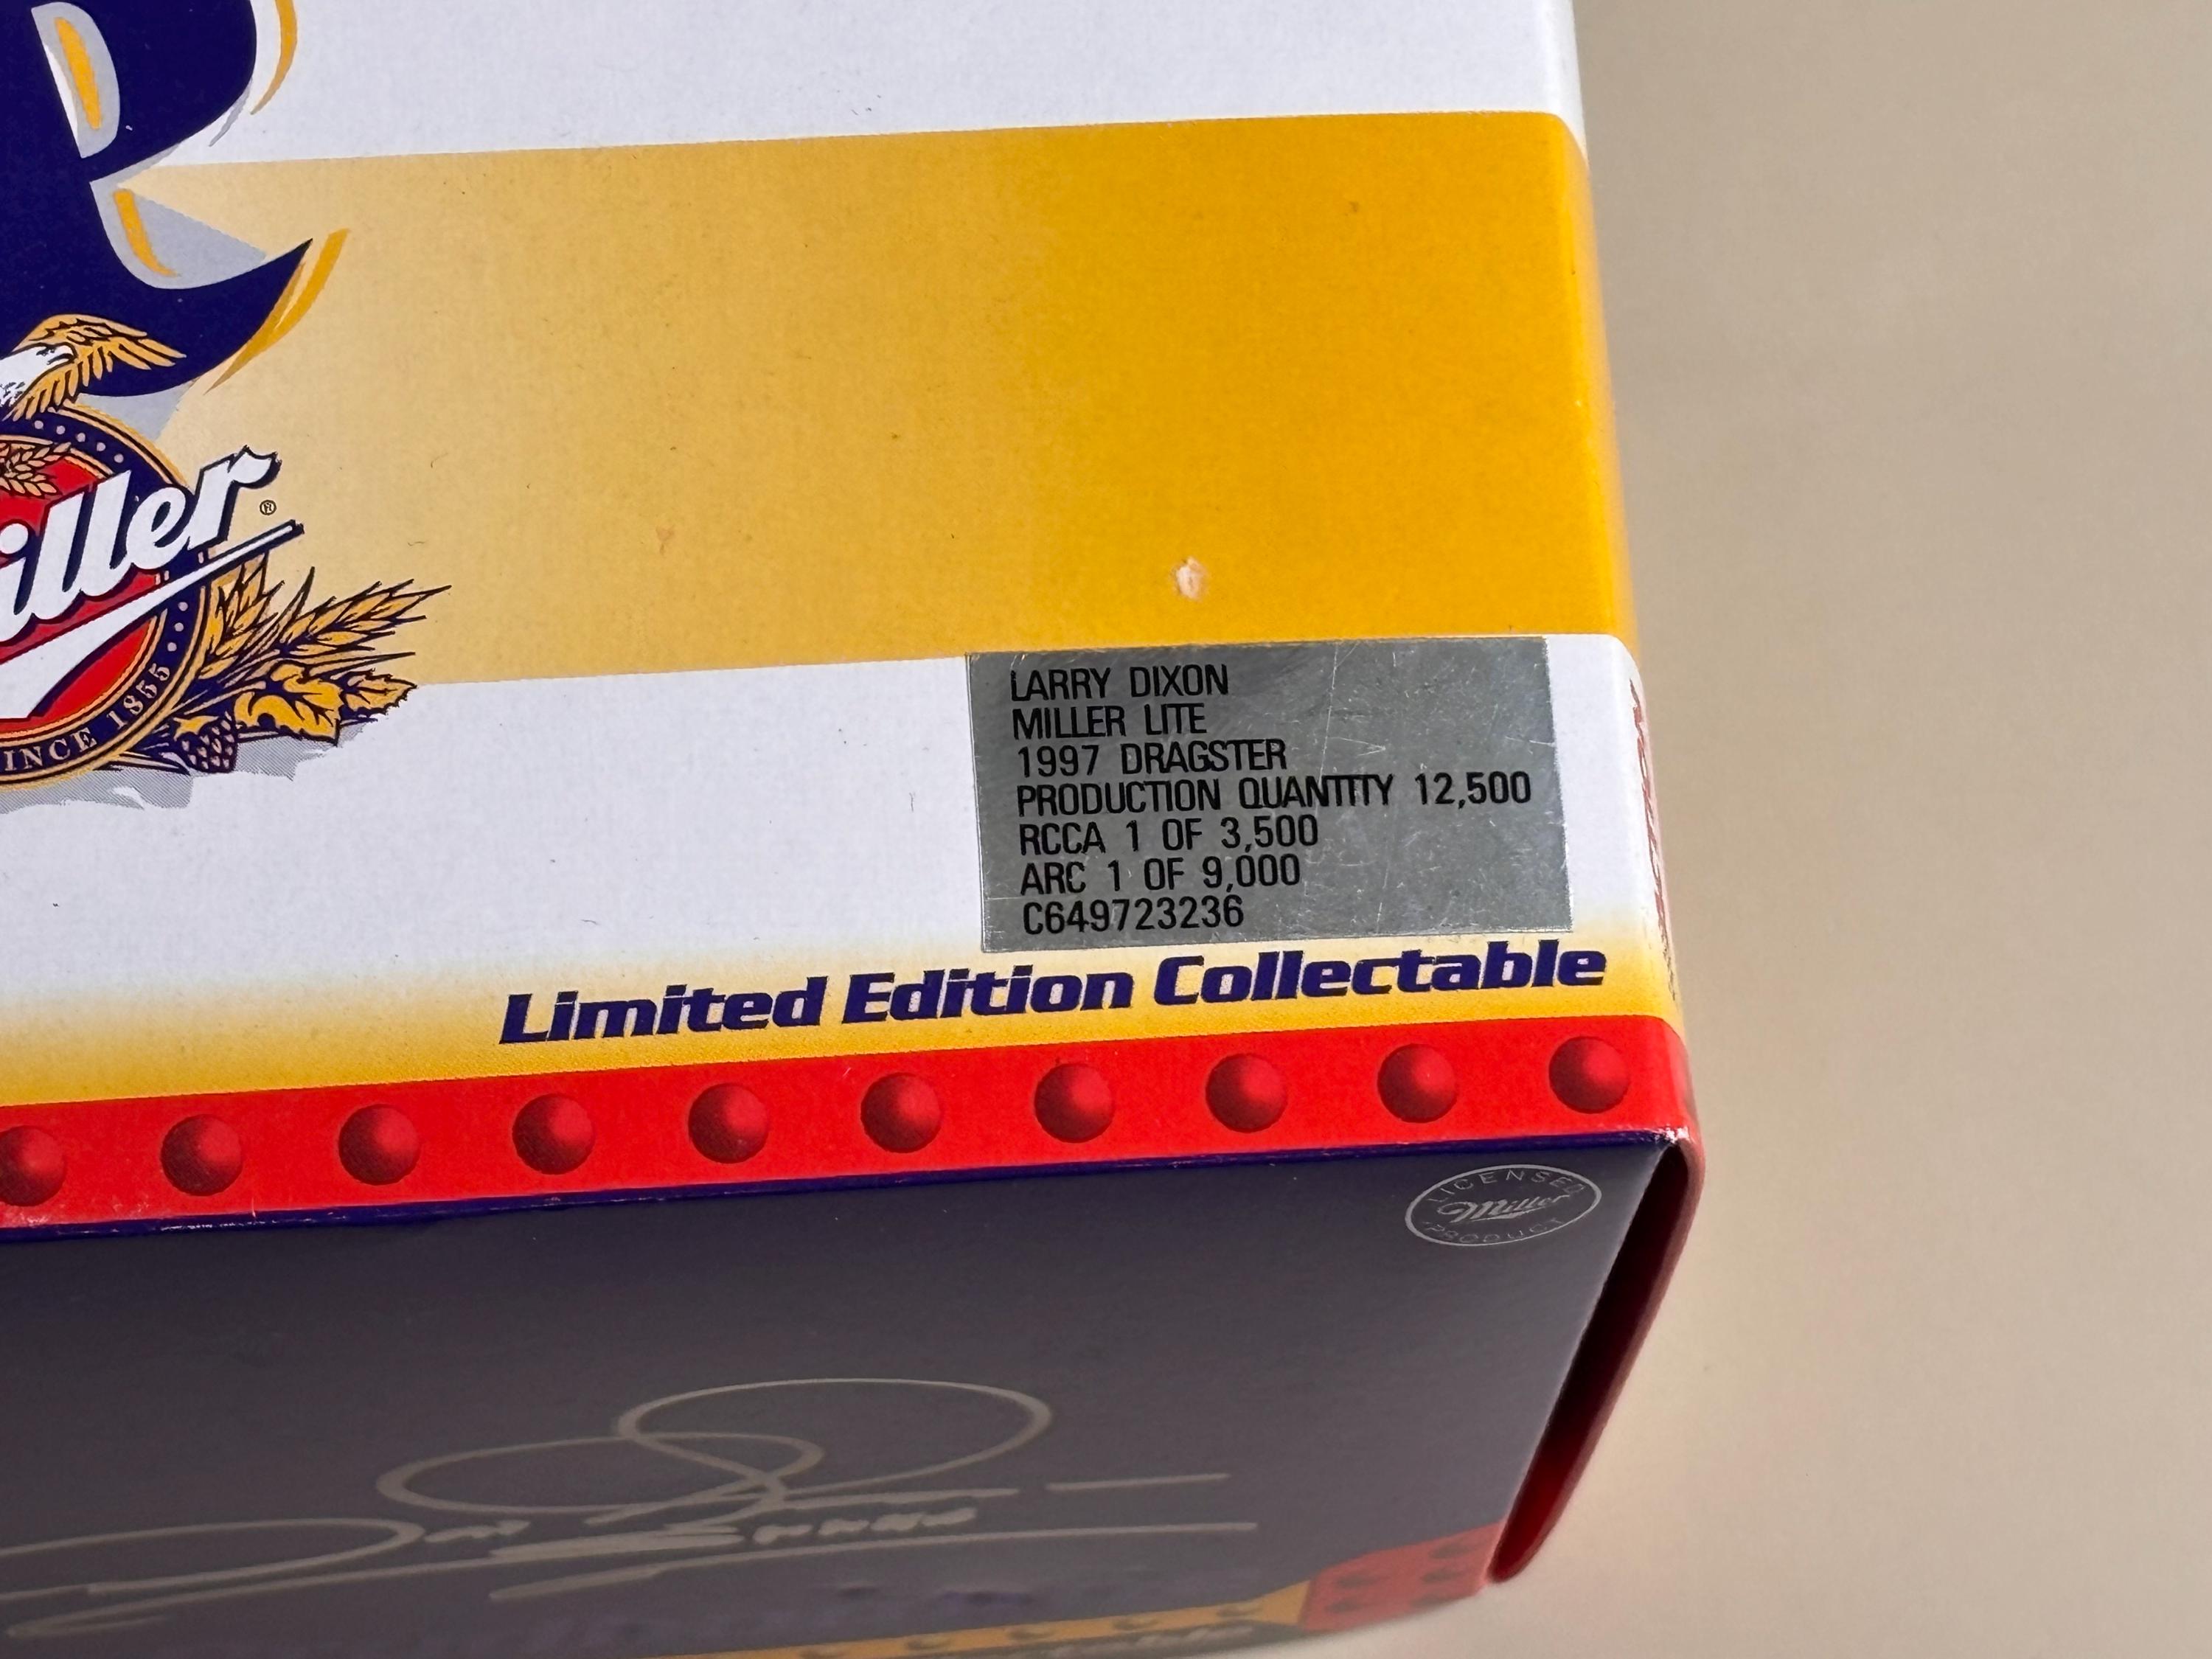 Miller®
SINCE 1855
LARRY DIXON
MILLER LITE
1997 DRAGSTER
PRODUCTION QUANTITY 12,500
RCCA 1 OF 3,500
ARC 1 OF 9,000
C649723236
Limited Edition Collectable
LICENSED
Miller
PRODUCT